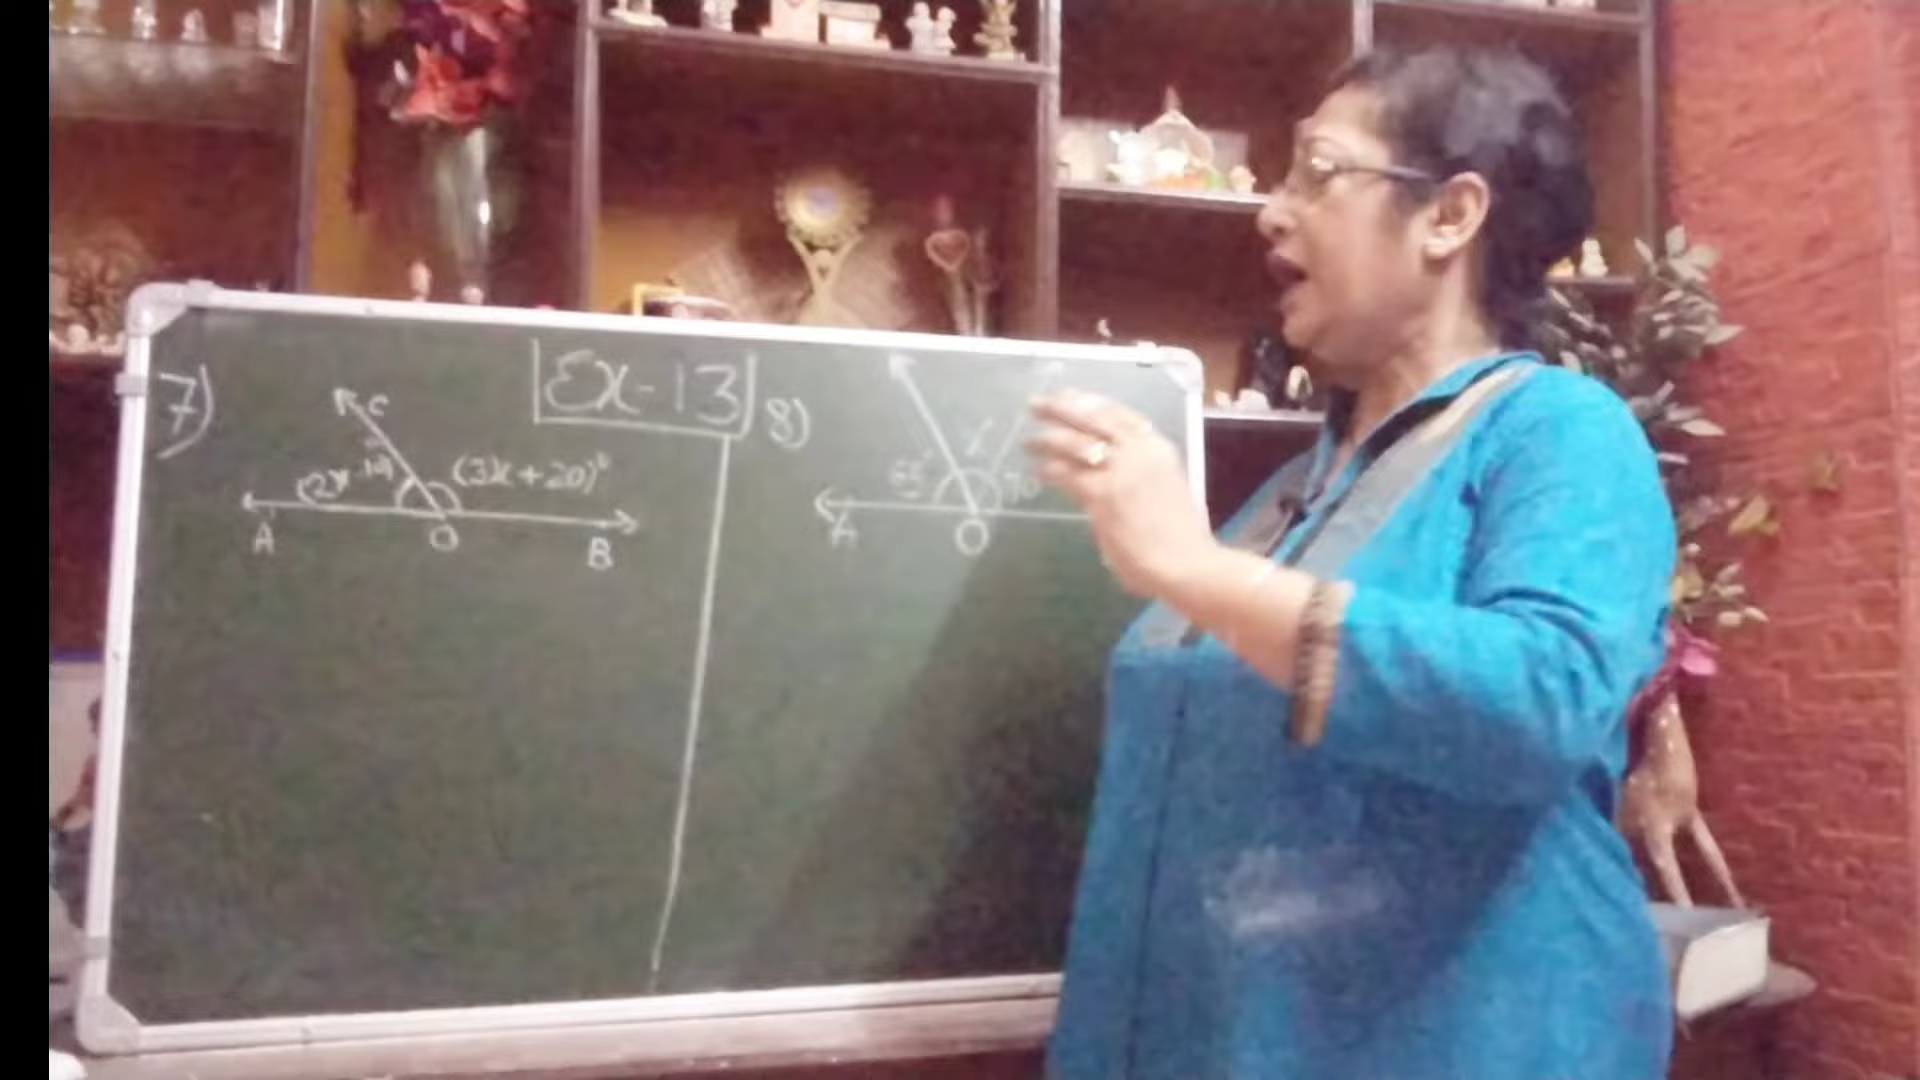 7)
Ex-13
8)
C
(2x-10)° (3x+20)°
A O B
65° x 70
A O